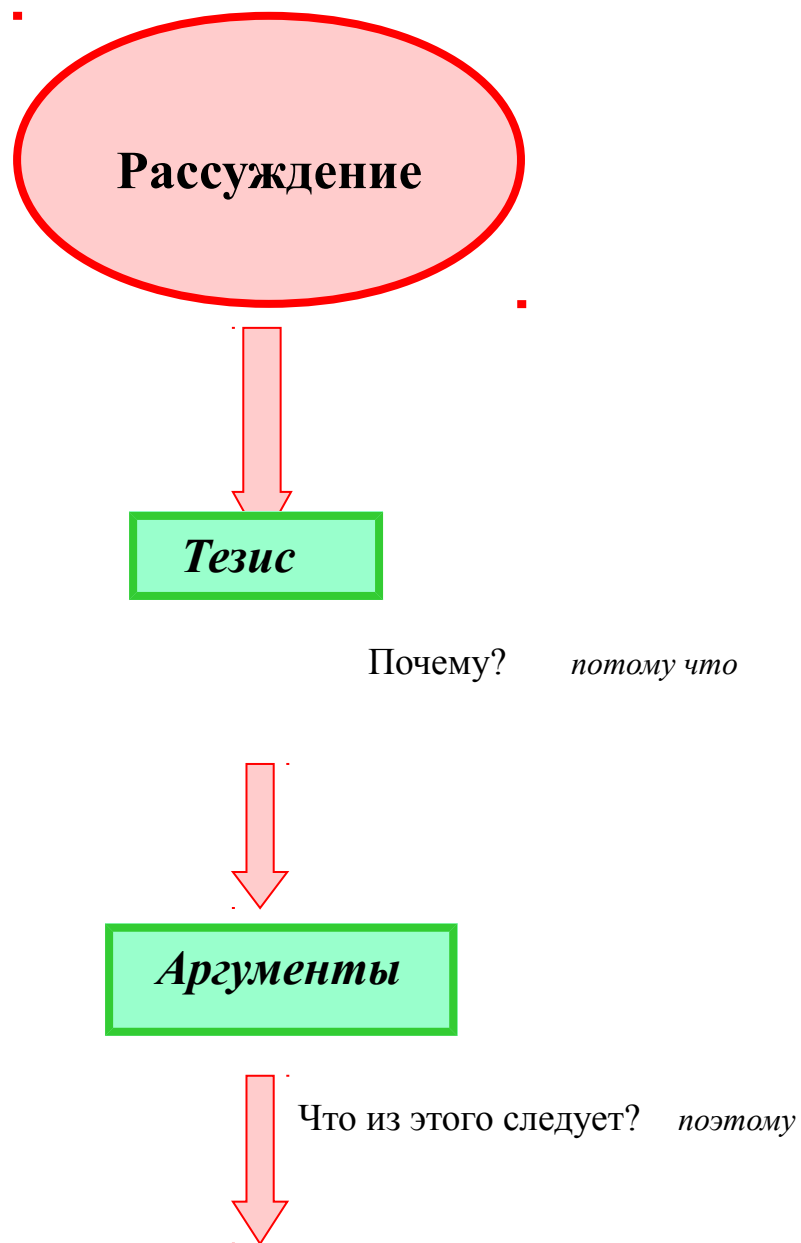 Рассуждение
Тезис
Почему? потому что
Аргументы
Что из этого следует? поэтому